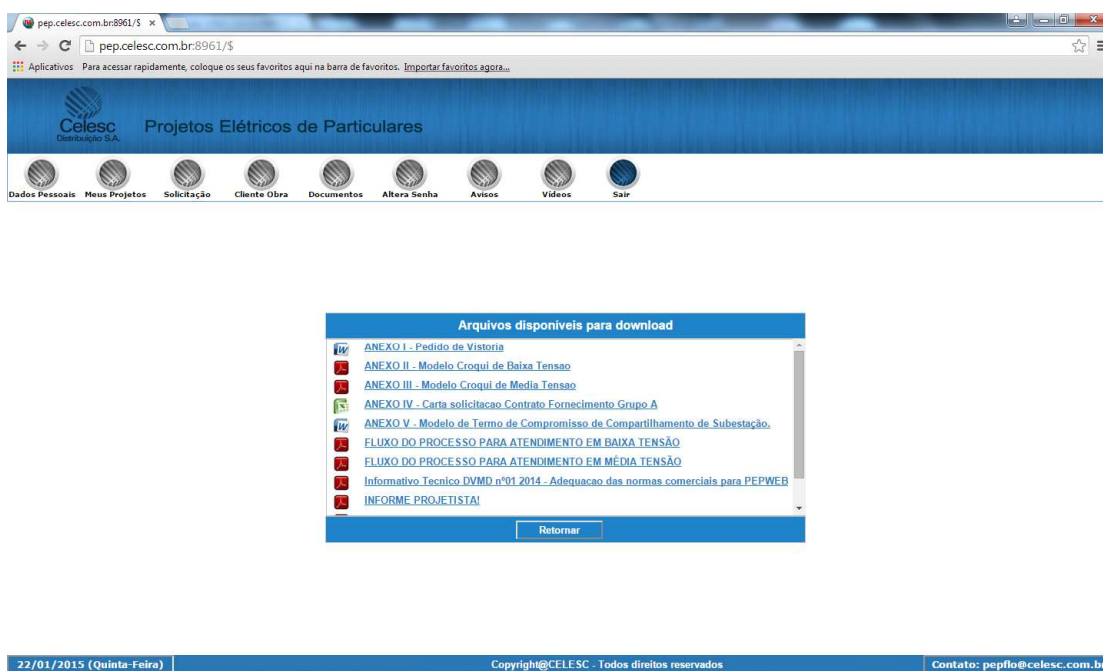 pep.celesc.com.br:8961/$
pep.celesc.com.br:8961/$
Aplicativos Para acessar rapidamente, coloque os seus favoritos aqui na barra de favoritos. Importar favoritos agora...
Celesc
Distribuição S.A.
Projetos Elétricos de Particulares
Dados Pessoais Meus Projetos Solicitação Cliente Obra Documentos Altera Senha Avisos Vídeos Sair
Arquivos disponíveis para download
ANEXO I - Pedido de Vistoria
ANEXO II - Modelo Croqui de Baixa Tensao
ANEXO III - Modelo Croqui de Media Tensao
ANEXO IV - Carta solicitacao Contrato Fornecimento Grupo A
ANEXO V - Modelo de Termo de Compromisso de Compartilhamento de Subestação.
FLUXO DO PROCESSO PARA ATENDIMENTO EM BAIXA TENSÃO
FLUXO DO PROCESSO PARA ATENDIMENTO EM MÉDIA TENSÃO
Informativo Tecnico DVMD nº01 2014 - Adequacao das normas comerciais para PEPWEB
INFORME PROJETISTA!
Retornar
22/01/2015 (Quinta-Feira) Copyright@CELESC - Todos direitos reservados Contato: pepflo@celesc.com.br